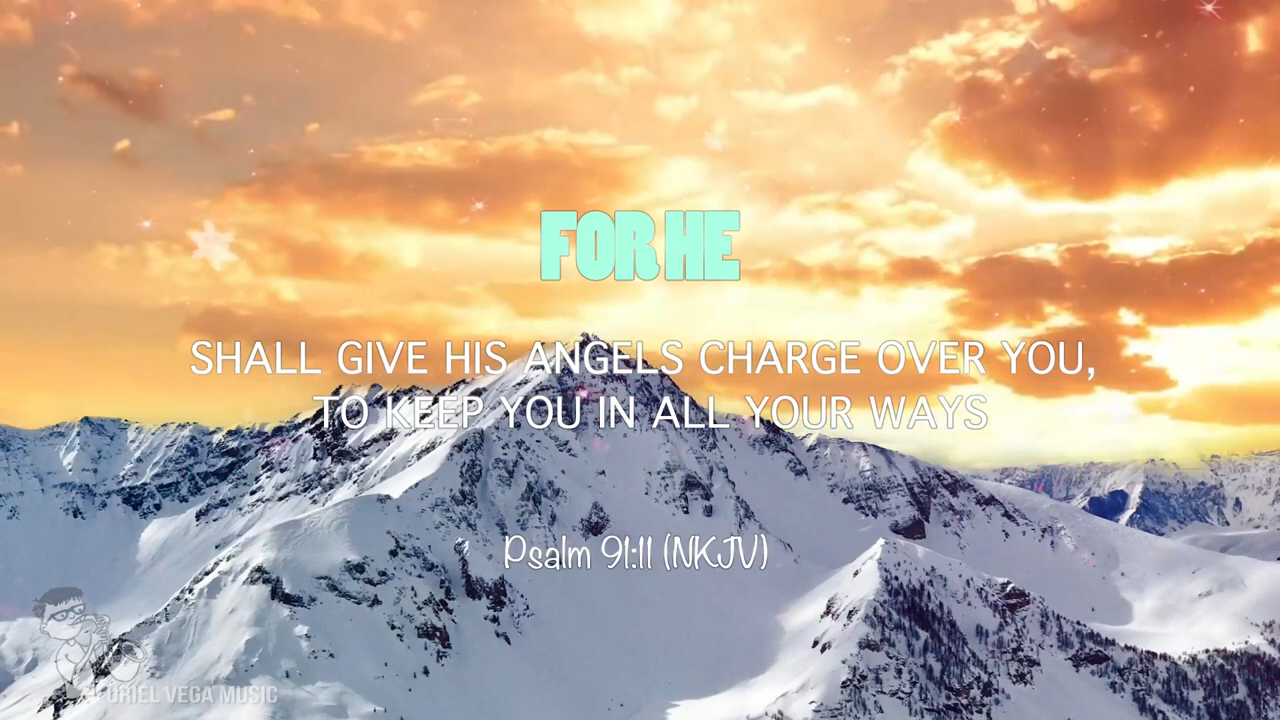 FOR HE
SHALL GIVE HIS ANGELS CHARGE OVER YOU,
TO KEEP YOU IN ALL YOUR WAYS
Psalm 91:11 (NKJV)
URIEL VEGA MUSIC